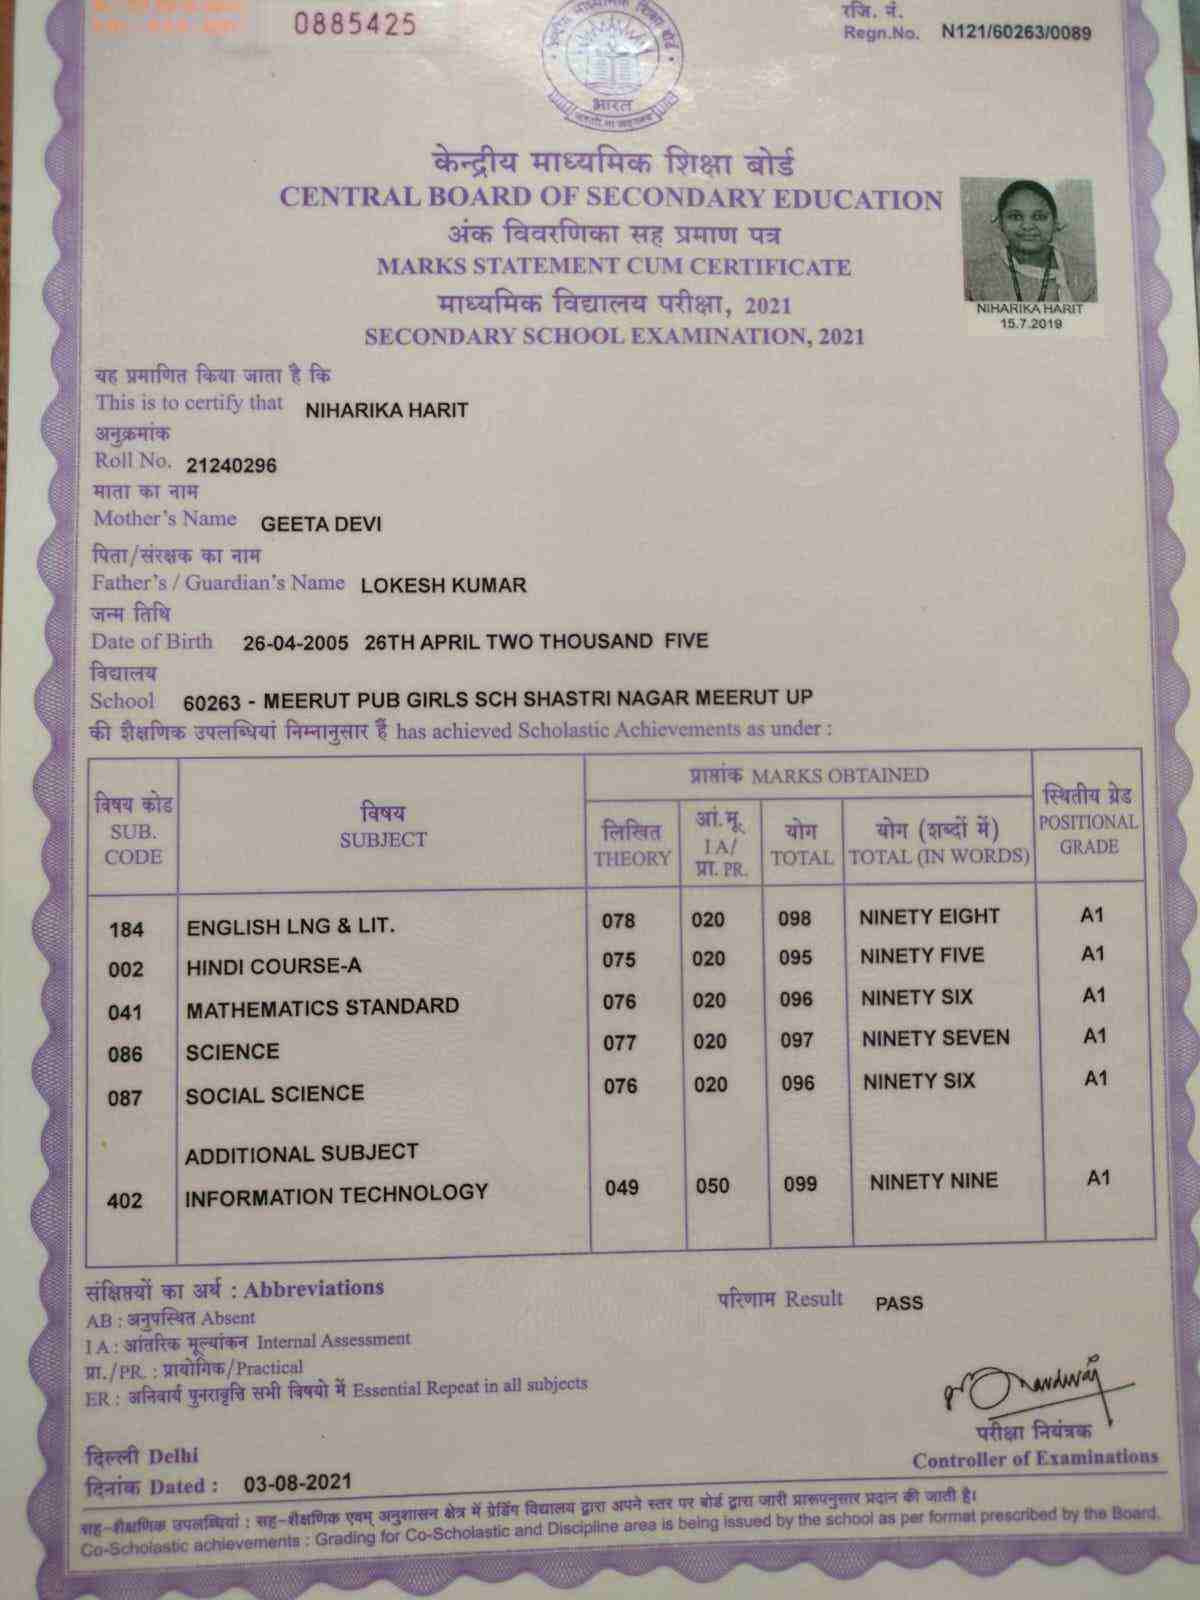 0885425
रजि. नं.
Regn.No. N121/60263/0089
भारत
केन्द्रीय माध्यमिक शिक्षा बोर्ड
CENTRAL BOARD OF SECONDARY EDUCATION
अंक विवरणिका सह प्रमाण पत्र
MARKS STATEMENT CUM CERTIFICATE
माध्यमिक विद्यालय परीक्षा, 2021
SECONDARY SCHOOL EXAMINATION, 2021
NIHARIKA HARIT
15.7.2019
यह प्रमाणित किया जाता है कि
This is to certify that NIHARIKA HARIT
अनुक्रमांक
Roll No. 21240296
माता का नाम
Mother's Name GEETA DEVI
पिता/संरक्षक का नाम
Father's / Guardian's Name LOKESH KUMAR
जन्म तिथि
Date of Birth 26-04-2005 26TH APRIL TWO THOUSAND FIVE
विद्यालय
School 60263 - MEERUT PUB GIRLS SCH SHASTRI NAGAR MEERUT UP
की शैक्षणिक उपलब्धियां निम्नानुसार हैं has achieved Scholastic Achievements as under :
विषय कोड
SUB.
CODE
विषय
SUBJECT
प्राप्तांक MARKS OBTAINED
लिखित
THEORY
आं.मू.
I A/
प्रा. PR.
योग
TOTAL
योग (शब्दों में)
TOTAL (IN WORDS)
स्थितीय ग्रेड
POSITIONAL
GRADE
184 ENGLISH LNG & LIT. 078 020 098 NINETY EIGHT A1
002 HINDI COURSE-A 075 020 095 NINETY FIVE A1
041 MATHEMATICS STANDARD 076 020 096 NINETY SIX A1
086 SCIENCE 077 020 097 NINETY SEVEN A1
087 SOCIAL SCIENCE 076 020 096 NINETY SIX A1
ADDITIONAL SUBJECT
402 INFORMATION TECHNOLOGY 049 050 099 NINETY NINE A1
संक्षिप्तियों का अर्थ : Abbreviations
AB : अनुपस्थित Absent
I A : आंतरिक मूल्यांकन Internal Assessment
प्रा./PR. : प्रायोगिक/Practical
ER : अनिवार्य पुनरावृत्ति सभी विषयो में Essential Repeat in all subjects
परिणाम Result PASS
परीक्षा नियंत्रक
Controller of Examinations
दिल्ली Delhi
दिनांक Dated : 03-08-2021
सह-शैक्षणिक उपलब्धियां : सह-शैक्षणिक एवम् अनुशासन क्षेत्र में ग्रेडिंग विद्यालय द्वारा अपने स्तर पर बोर्ड द्वारा जारी प्रारूपनुसार प्रदान की जाती है।
Co-Scholastic achievements : Grading for Co-Scholastic and Discipline area is being issued by the school as per format prescribed by the Board.